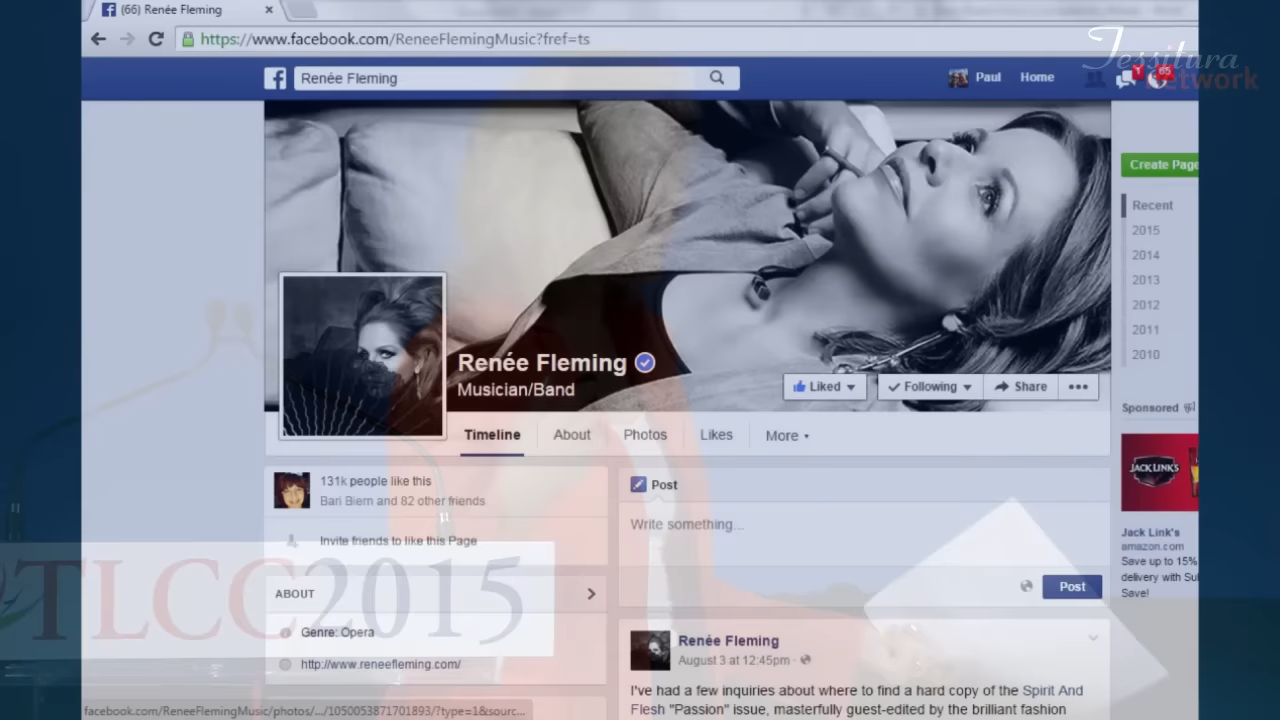 (66) Renée Fleming
https://www.facebook.com/ReneeFlemingMusic?fref=ts
Tessitura
network
Renée Fleming
Paul Home
1
65
Create Page
Recent
2015
2014
2013
2012
2011
2010
Renée Fleming
Musician/Band
Liked
Following
Share
Timeline About Photos Likes More
Sponsored
JACK LINK'S
131k people like this
Bari Biern and 82 other friends
Invite friends to like this Page
Post
Write something...
Post
Jack Link's
amazon.com
Save up to 15%
delivery with Su
Save!
TLCC2015
ABOUT
Genre: Opera
http://www.reneefleming.com/
Renée Fleming
August 3 at 12:45pm
I've had a few inquiries about where to find a hard copy of the Spirit And
Flesh "Passion" issue, masterfully guest-edited by the brilliant fashion
facebook.com/ReneeFlemingMusic/photos/.../1050053871701893/?type=1&sourc...